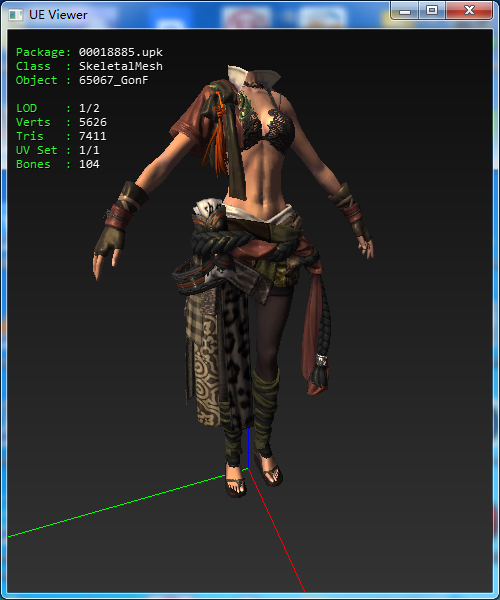 UE Viewer
Package: 00018885.upk
Class : SkeletalMesh
Object : 65067_GonF
LOD : 1/2
Verts : 5626
Tris : 7411
UV Set : 1/1
Bones : 104